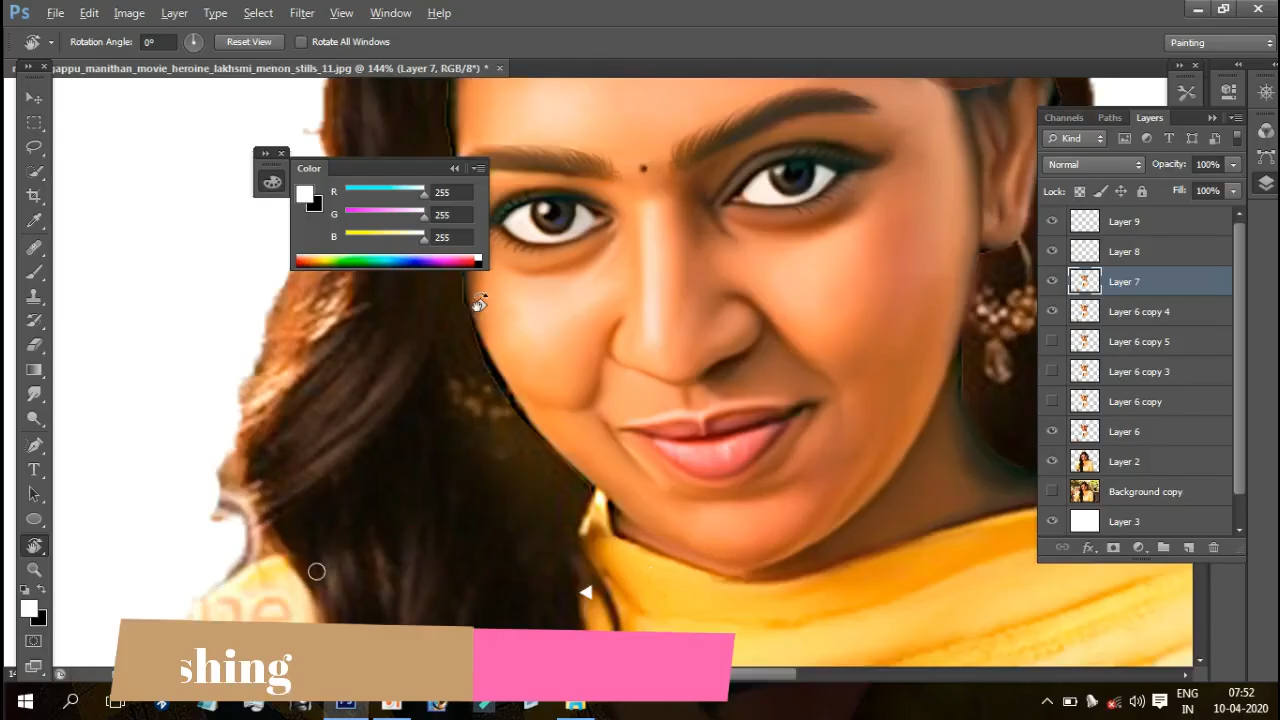 Ps File Edit Image Layer Type Select Filter View Window Help
Rotation Angle: 0° Reset View Rotate All Windows Painting
appu_manithan_movie_heroine_lakhsmi_menon_stills_11.jpg @ 144% (Layer 7, RGB/8*) *
Color
R 255
G 255
B 255
Channels Paths Layers
Kind
Normal Opacity: 100%
Lock: Fill: 100%
Layer 9
Layer 8
Layer 7
Layer 6 copy 4
Layer 6 copy 5
Layer 6 copy 3
Layer 6 copy
Layer 6
Layer 2
Background copy
Layer 3
shing
ENG
IN
07:52
10-04-2020